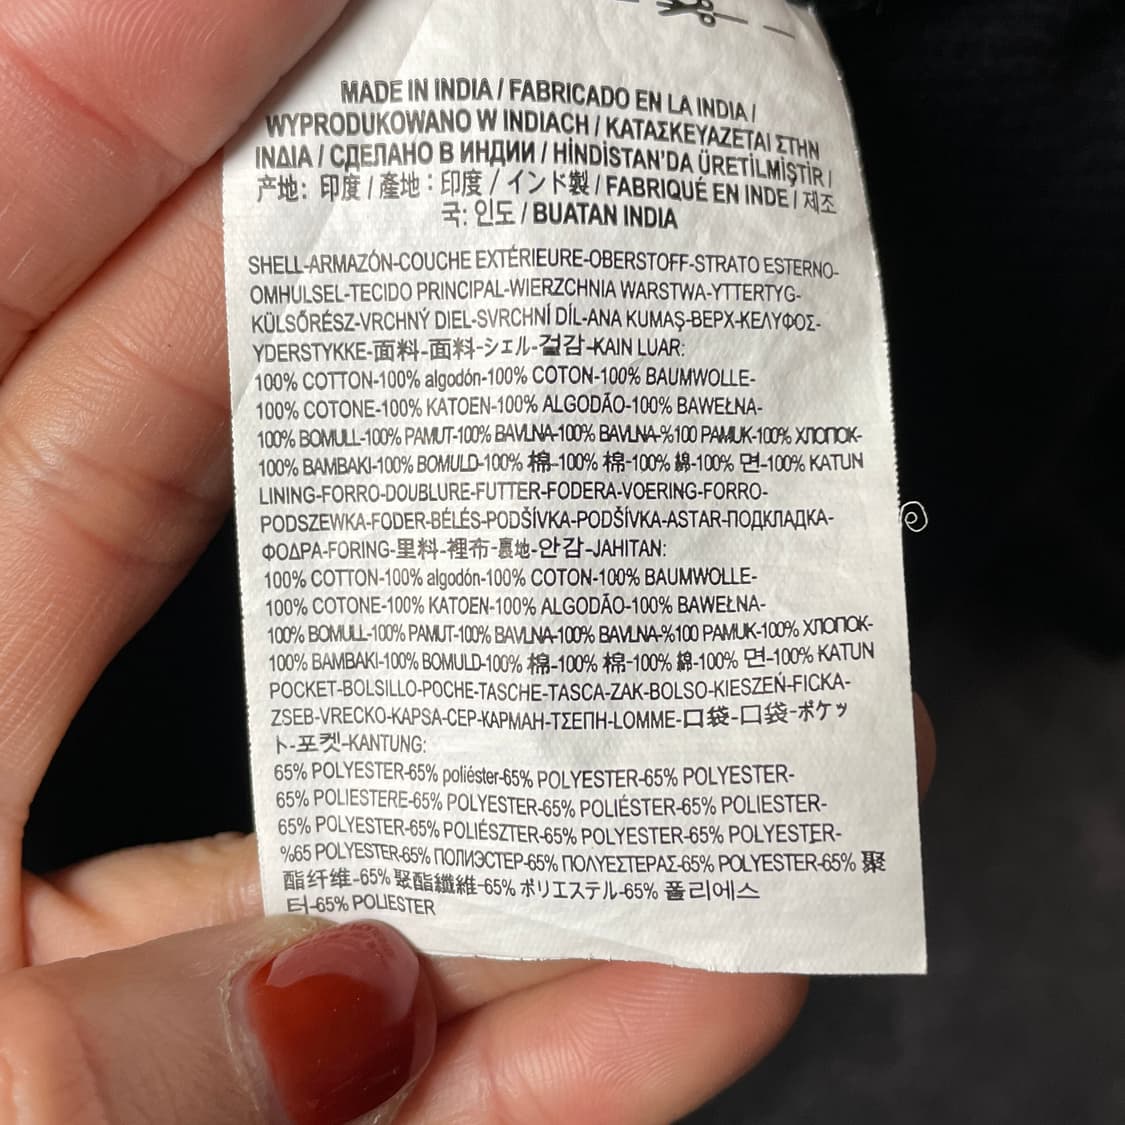 MADE IN INDIA / FABRICADO EN LA INDIA /
WYPRODUKOWANO W INDIACH / ΚΑΤΑΣΚΕΥΑΖΕΤΑΙ ΣΤΗΝ
ΙΝΔΙΑ / СДЕЛАНО В ИНДИИ / HİNDİSTAN'DA ÜRETİLMİŞTİR /
产地: 印度 / 產地：印度 / インド製 / FABRIQUÉ EN INDE / 제조
국: 인도 / BUATAN INDIA
SHELL-ARMAZÓN-COUCHE EXTÉRIEURE-OBERSTOFF-STRATO ESTERNO-
OMHULSEL-TECIDO PRINCIPAL-WIERZCHNIA WARSTWA-YTTERTYG-
KÜLSŐRÉSZ-VRCHNÝ DIEL-SVRCHNÍ DÍL-ANA KUMAŞ-ВЕРХ-ΚΕΛΥΦΟΣ-
YDERSTYKKE-面料-面料-シェル-겉감-KAIN LUAR:
100% COTTON-100% algodón-100% COTON-100% BAUMWOLLE-
100% COTONE-100% KATOEN-100% ALGODÃO-100% BAWEŁNA-
100% BOMULL-100% PAMUT-100% BAVLNA-100% BAVLNA-%100 PAMUK-100% ХЛОПОК-
100% BAMBAKI-100% BOMULD-100% 棉-100% 棉-100% 綿-100% 면-100% KATUN
LINING-FORRO-DOUBLURE-FUTTER-FODERA-VOERING-FORRO-
PODSZEWKA-FODER-BÉLÉS-PODŠÍVKA-PODŠÍVKA-ASTAR-ПОДКЛАДКА-
ΦΟΔΡΑ-FORING-里料-裡布-裏地-안감-JAHITAN:
100% COTTON-100% algodón-100% COTON-100% BAUMWOLLE-
100% COTONE-100% KATOEN-100% ALGODÃO-100% BAWEŁNA-
100% BOMULL-100% PAMUT-100% BAVLNA-100% BAVLNA-%100 PAMUK-100% ХЛОПОК-
100% BAMBAKI-100% BOMULD-100% 棉-100% 棉-100% 綿-100% 면-100% KATUN
POCKET-BOLSILLO-POCHE-TASCHE-TASCA-ZAK-BOLSO-KIESZEŃ-FICKA-
ZSEB-VRECKO-KAPSA-CEP-КАРМАН-ΤΣΕΠΗ-LOMME-口袋-口袋-ポケッ
ト-포켓-KANTUNG:
65% POLYESTER-65% poliéster-65% POLYESTER-65% POLYESTER-
65% POLIESTERE-65% POLYESTER-65% POLIÉSTER-65% POLIESTER-
65% POLYESTER-65% POLIÉSZTER-65% POLYESTER-65% POLYESTER-
%65 POLYESTER-65% ПОЛИЭСТЕР-65% ΠΟΛΥΕΣΤΕΡΑΣ-65% POLYESTER-65% 聚
酯纤维-65% 聚酯纖維-65% ポリエステル-65% 폴리에스
터-65% POLIESTER